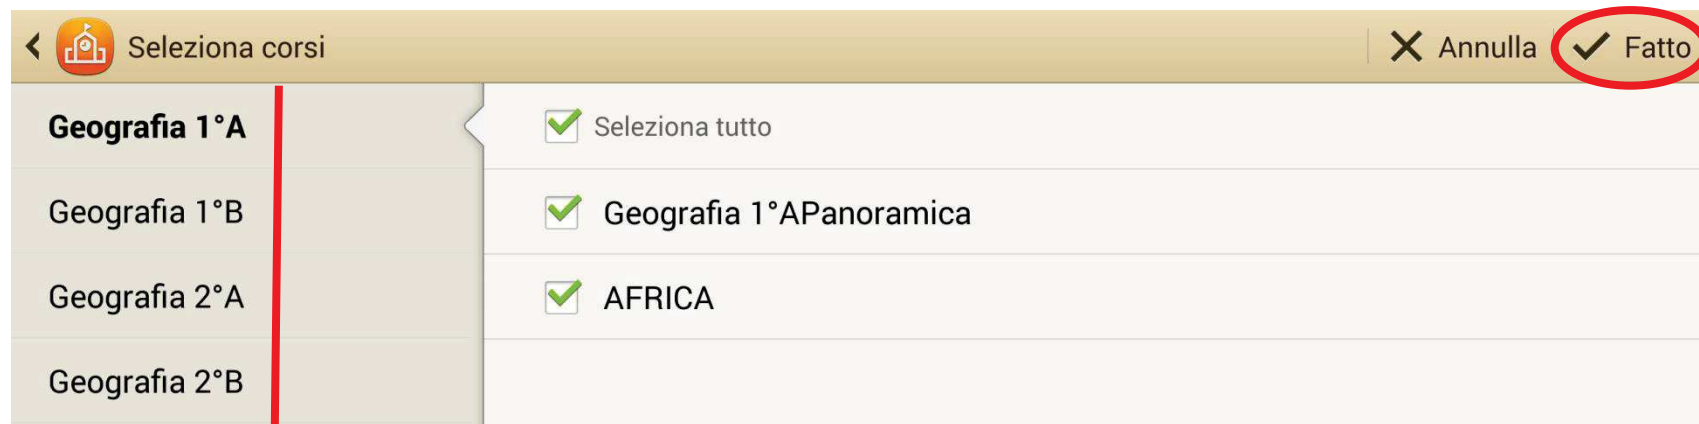 Seleziona corsi
Annulla
Fatto
Geografia 1°A
Geografia 1°B
Geografia 2°A
Geografia 2°B
Seleziona tutto
Geografia 1°APanoramica
AFRICA